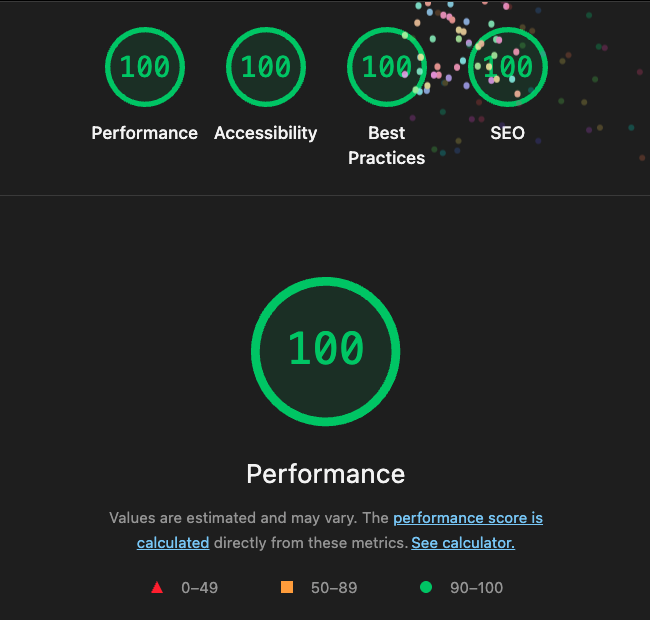 100 100 100 100
Performance Accessibility Best Practices SEO
100
Performance
Values are estimated and may vary. The performance score is
calculated directly from these metrics. See calculator.
0–49 50–89 90–100